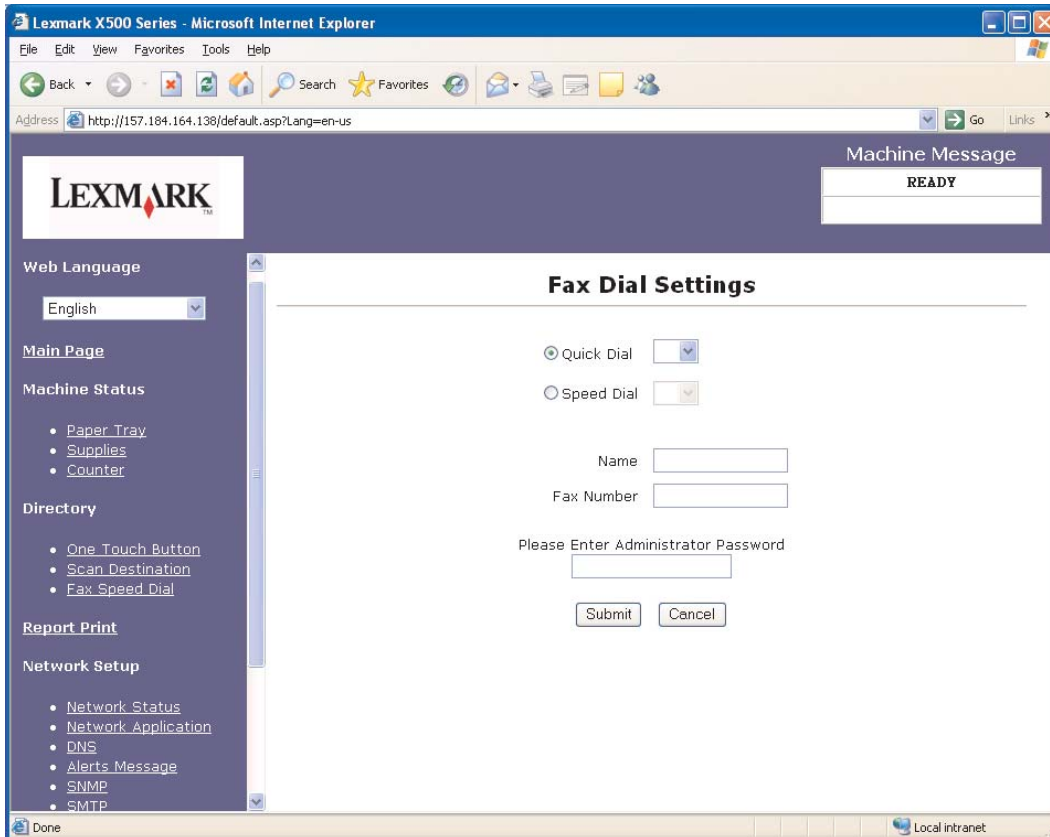 Lexmark X500 Series - Microsoft Internet Explorer
File Edit View Favorites Tools Help
Back Search Favorites
Address http://157.184.164.138/default.asp?Lang=en-us Go Links »
LEXMARK™
Machine Message
READY
Web Language
English
Main Page
Machine Status
• Paper Tray
• Supplies
• Counter
Directory
• One Touch Button
• Scan Destination
• Fax Speed Dial
Report Print
Network Setup
• Network Status
• Network Application
• DNS
• Alerts Message
• SNMP
• SMTP
Fax Dial Settings
Quick Dial
Speed Dial
Name
Fax Number
Please Enter Administrator Password
Submit Cancel
Done Local intranet